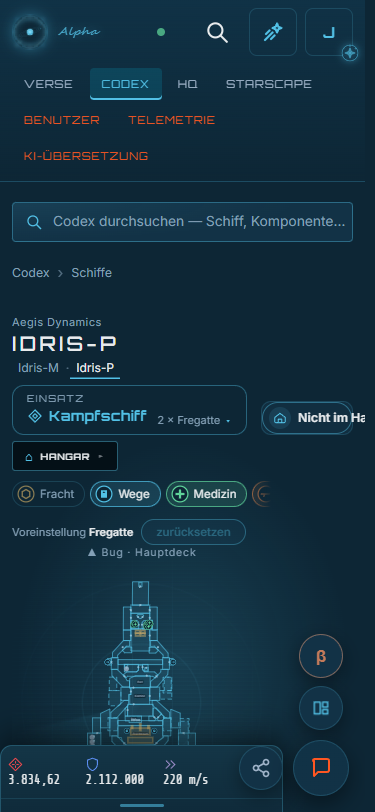 Alpha
VERSE
CODEX
HQ
STARSCAPE
BENUTZER
TELEMETRIE
KI-ÜBERSETZUNG
Codex durchsuchen — Schiff, Komponente...
Codex › Schiffe
Aegis Dynamics
IDRIS-P
Idris-M · Idris-P
EINSATZ
Kampfschiff 2 × Fregatte
Nicht im Ha
HANGAR
Fracht
Wege
Medizin
Voreinstellung Fregatte zurücksetzen
▲ Bug · Hauptdeck
β
3.834,62
2.112.000
220 m/s